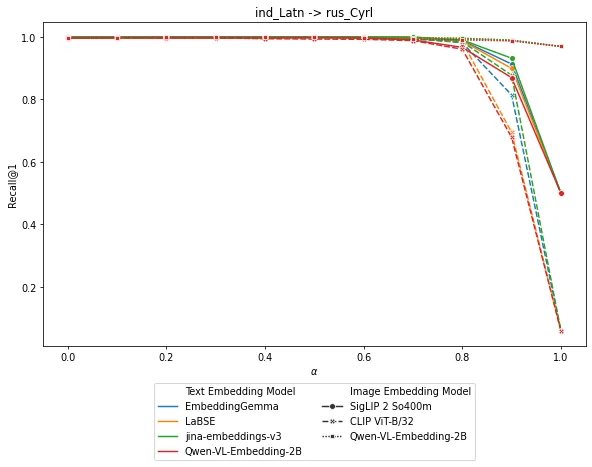 ind_Latn -> rus_Cyrl
1.0
0.8
0.6
0.4
0.2
Recall@1
0.0 0.2 0.4 0.6 0.8 1.0
α
Text Embedding Model Image Embedding Model
EmbeddingGemma SigLIP 2 So400m
LaBSE CLIP ViT-B/32
jina-embeddings-v3 Qwen-VL-Embedding-2B
Qwen-VL-Embedding-2B